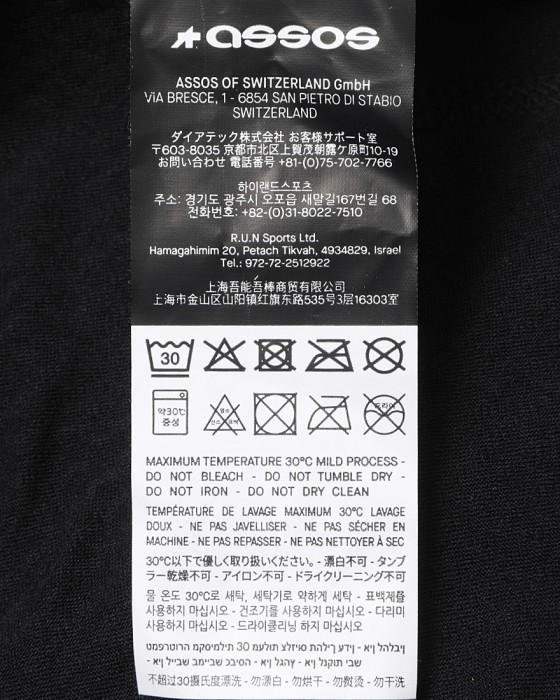 assos
ASSOS OF SWITZERLAND GmbH
ViA BRESCE, 1 - 6854 SAN PIETRO DI STABIO
SWITZERLAND
ダイアテック株式会社 お客様サポート室
〒603-8035 京都市北区上賀茂朝露ケ原町10-19
お問い合わせ 電話番号 +81-(0)75-702-7766
하이랜드스포츠
주소: 경기도 광주시 오포읍 새말길167번길 68
전화번호: +82-(0)31-8022-7510
R.U.N Sports Ltd.
Hamagahimim 20, Petach Tikvah, 4934829, Israel
Tel.: 972-72-2512922
上海吾能吾棒商贸有限公司
上海市金山区山阳镇红旗东路535号3层16303室
30
약30℃
중성
염소
산소 표백
드라이
MAXIMUM TEMPERATURE 30°C MILD PROCESS -
DO NOT BLEACH - DO NOT TUMBLE DRY -
DO NOT IRON - DO NOT DRY CLEAN
TEMPÉRATURE DE LAVAGE MAXIMUM 30°C LAVAGE
DOUX - NE PAS JAVELLISER - NE PAS SÉCHER EN
MACHINE - NE PAS REPASSER - NE PAS NETTOYER À SEC
30℃以下で優しく取り扱いください。- 漂白不可 - タンブ
ラー乾燥不可 - アイロン不可 - ドライクリーニング不可
물 온도 30℃로 세탁, 세탁기로 약하게 세탁 - 표백제를
사용하지 마십시오 - 건조기를 사용하지 마십시오 - 다리미
사용하지 마십시오 - 드라이클리닝 하지 마십시오
不超过30摄氏度漂洗 - 勿漂白 - 勿烘干 - 勿熨烫 - 勿干洗